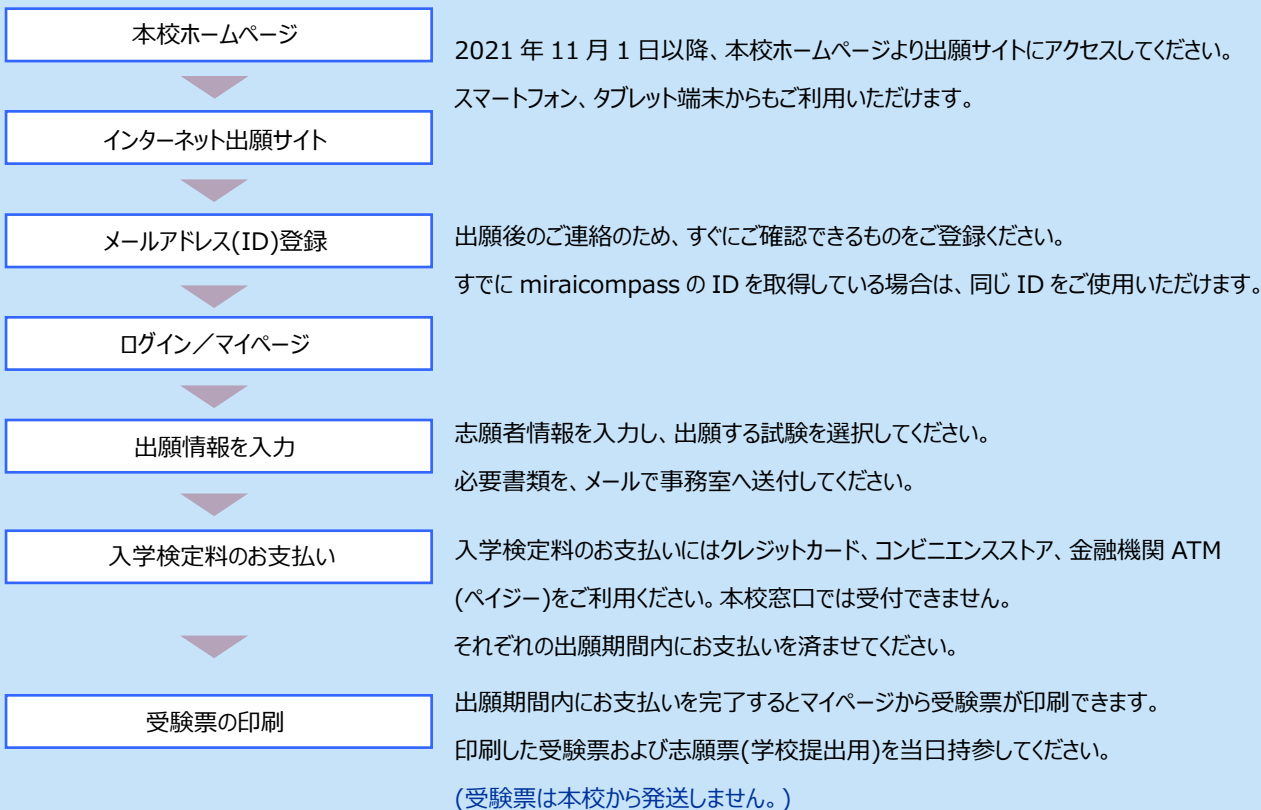 本校ホームページ
2021 年 11 月 1 日以降、本校ホームページより出願サイトにアクセスしてください。
スマートフォン、タブレット端末からもご利用いただけます。
インターネット出願サイト
メールアドレス(ID)登録
出願後のご連絡のため、すぐにご確認できるものをご登録ください。
すでに miraicompass の ID を取得している場合は、同じ ID をご使用いただけます。
ログイン／マイページ
出願情報を入力
志願者情報を入力し、出願する試験を選択してください。
必要書類を、メールで事務室へ送付してください。
入学検定料のお支払い
入学検定料のお支払いにはクレジットカード、コンビニエンスストア、金融機関 ATM
(ペイジー)をご利用ください。本校窓口では受付できません。
それぞれの出願期間内にお支払いを済ませてください。
受験票の印刷
出願期間内にお支払いを完了するとマイページから受験票が印刷できます。
印刷した受験票および志願票(学校提出用)を当日持参してください。
(受験票は本校から発送しません。)